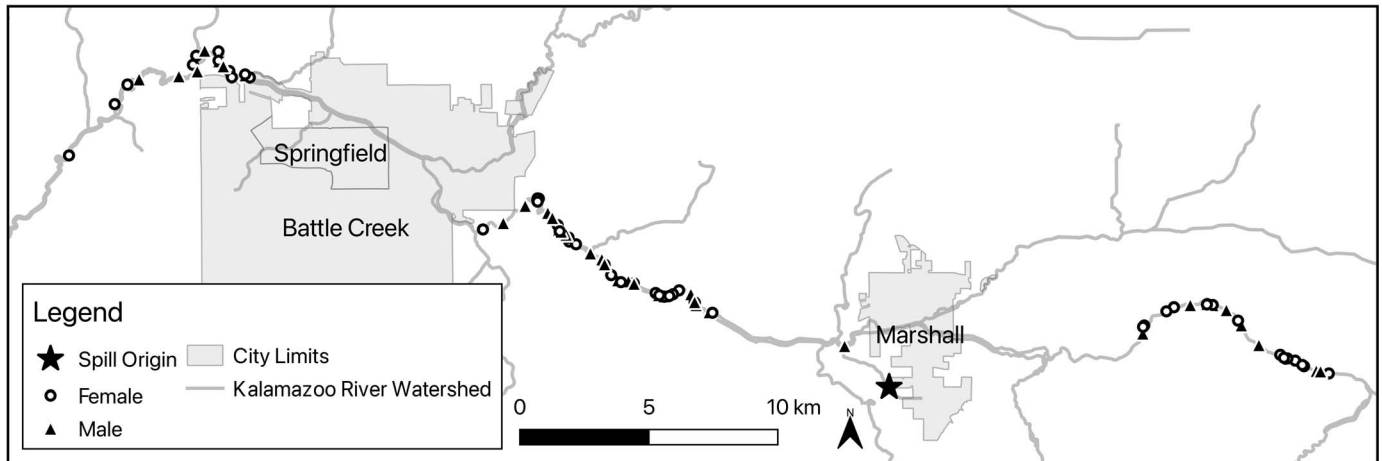 Springfield
Battle Creek
Marshall
Legend
Spill Origin
City Limits
Female
Kalamazoo River Watershed
Male
0 5 10 km
N